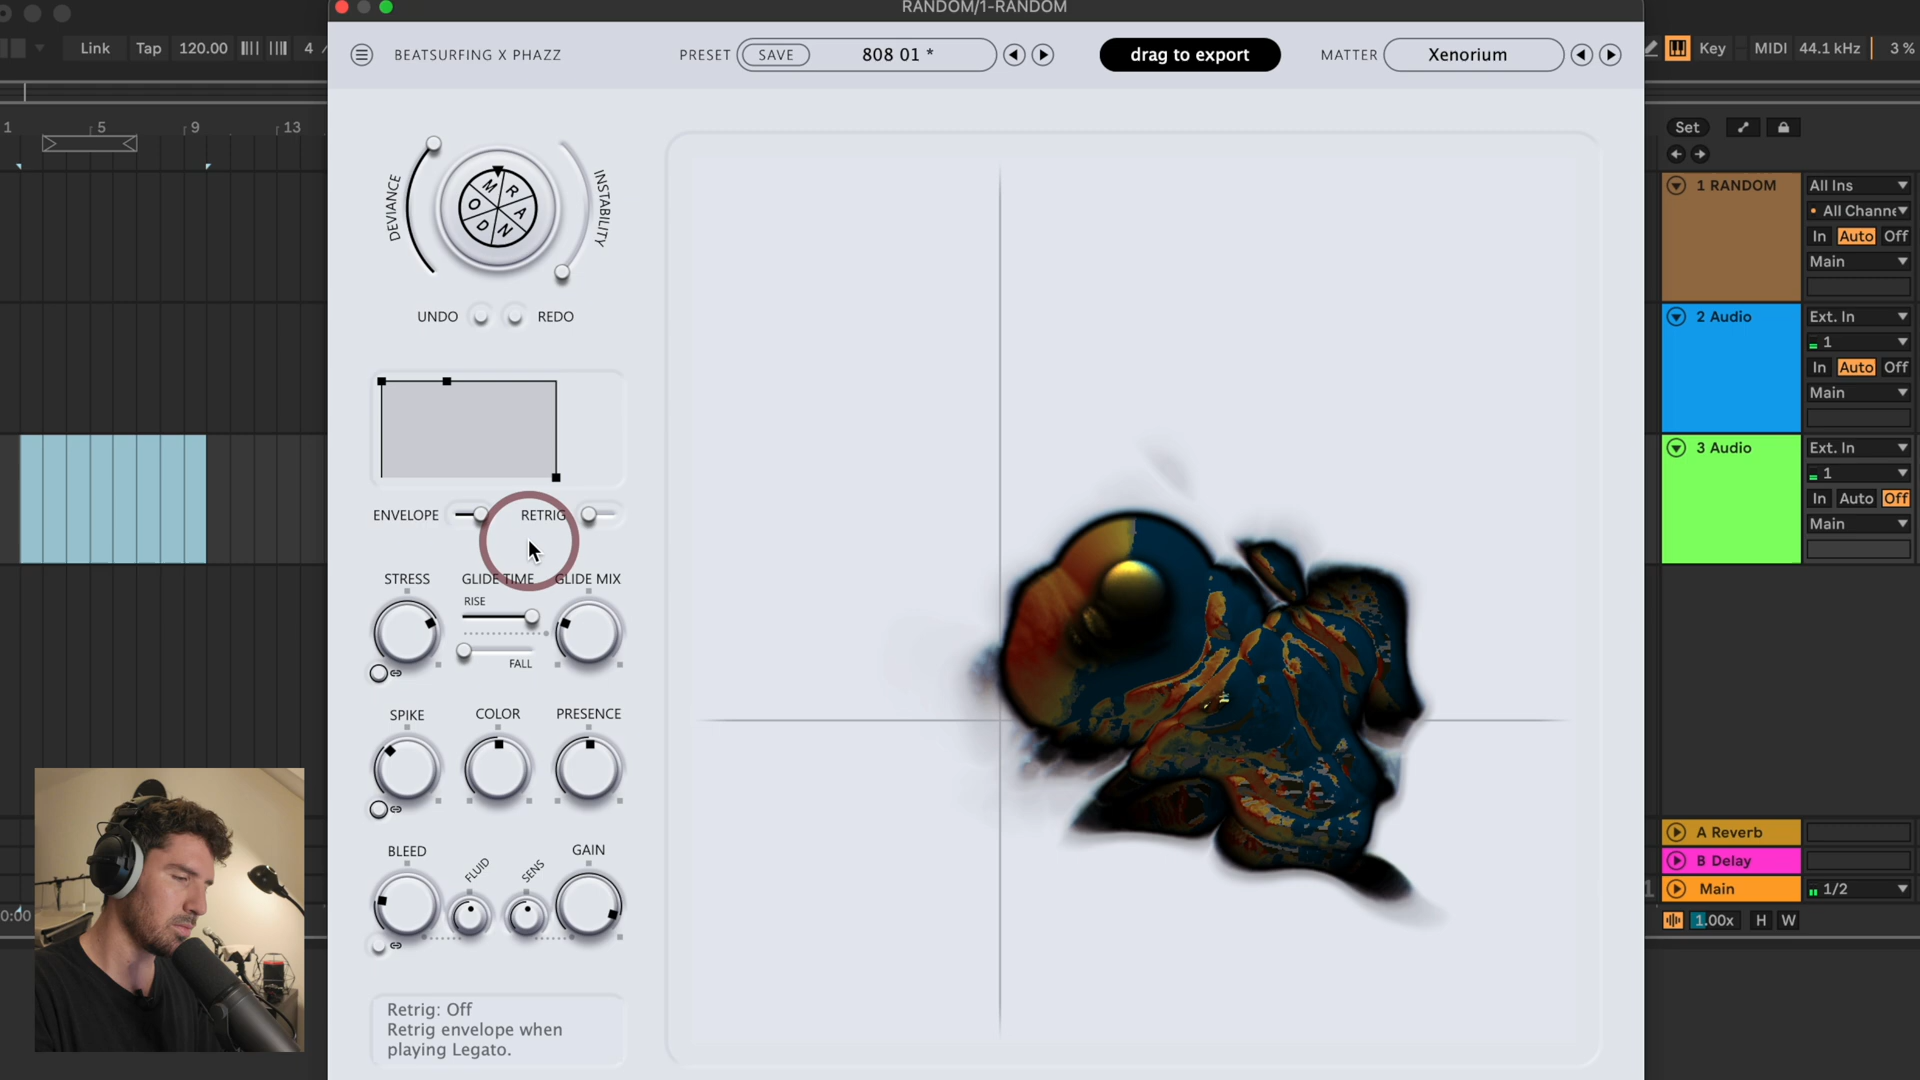 RANDOM/1-RANDOM
Link Tap 120.00 4 /
BEATSURFING X PHAZZ
PRESET SAVE 808 01 *
drag to export
MATTER Xenorium
Key MIDI 44.1 kHz 3 %
1 5 9 13
DEVIANCE
M R A N D O
INSTABILITY
UNDO REDO
ENVELOPE RETRIG
STRESS GLIDE TIME GLIDE MIX
RISE
FALL
SPIKE COLOR PRESENCE
BLEED FLUID SENS GAIN
Retrig: Off
Retrig envelope when
playing Legato.
0:00
Set
1 RANDOM All Ins
All Channe
In Auto Off
Main
2 Audio Ext. In
1
In Auto Off
Main
3 Audio Ext. In
1
In Auto Off
Main
A Reverb
B Delay
1
Main 1/2
1.00x H W